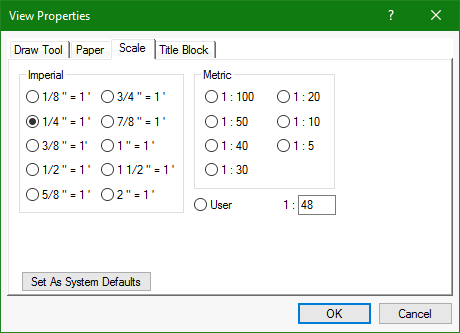 View Properties
?
Draw Tool Paper Scale Title Block
Imperial
1/8 " = 1 ' 3/4 " = 1 '
1/4 " = 1 ' 7/8 " = 1 '
3/8 " = 1' 1 " = 1 '
1/2 " = 1 ' 1 1/2 " = 1 '
5/8 " = 1 ' 2 " = 1 '
Metric
1 : 100 1 : 20
1 : 50 1 : 10
1 : 40 1 : 5
1 : 30
User 1 : 48
Set As System Defaults
OK Cancel